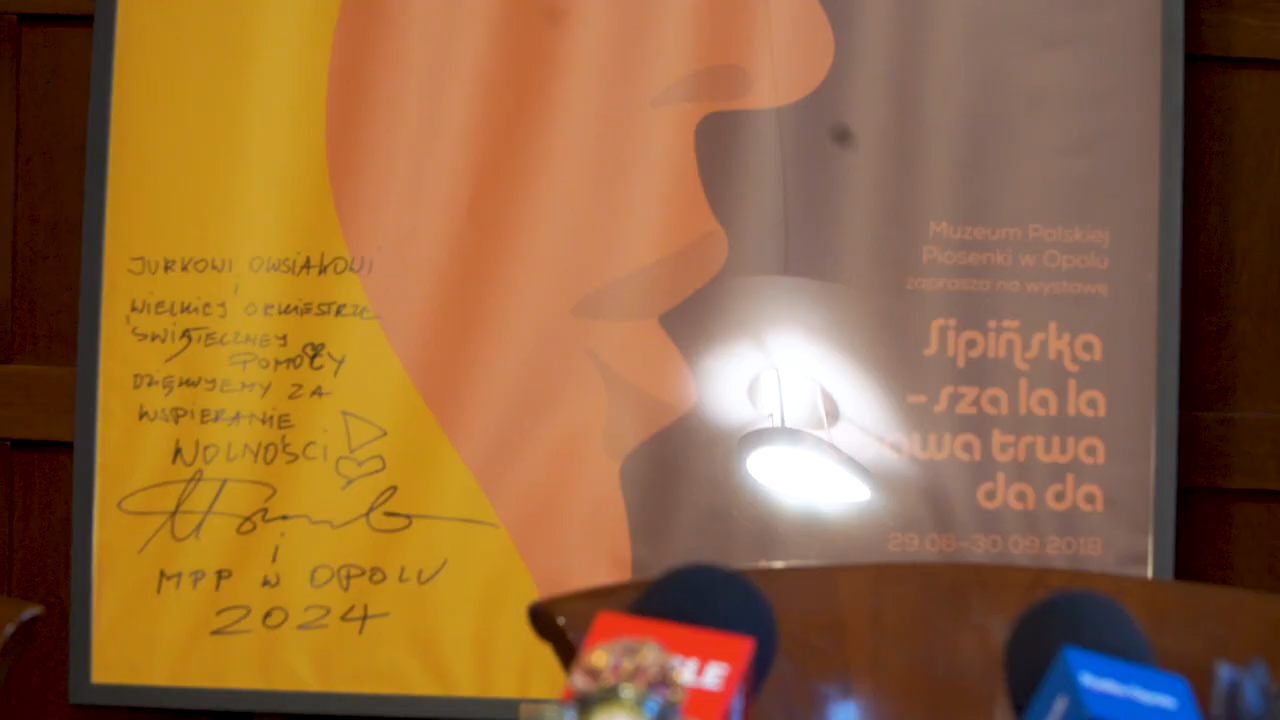 JURKOWI OWSIAKOWI
I
WIELKIEJ ORKIESTRZE
ŚWIĄTECZNEJ
POMOCY
DZIĘKUJEMY ZA
WSPIERANIE
WOLNOŚCI
i
MPP w OPOLU
2024
Muzeum Polskiej
Piosenki w Opolu
zaprasza na wystawę
Sipińska
- sza la la
trwa
da da
29.06-30.09.2018